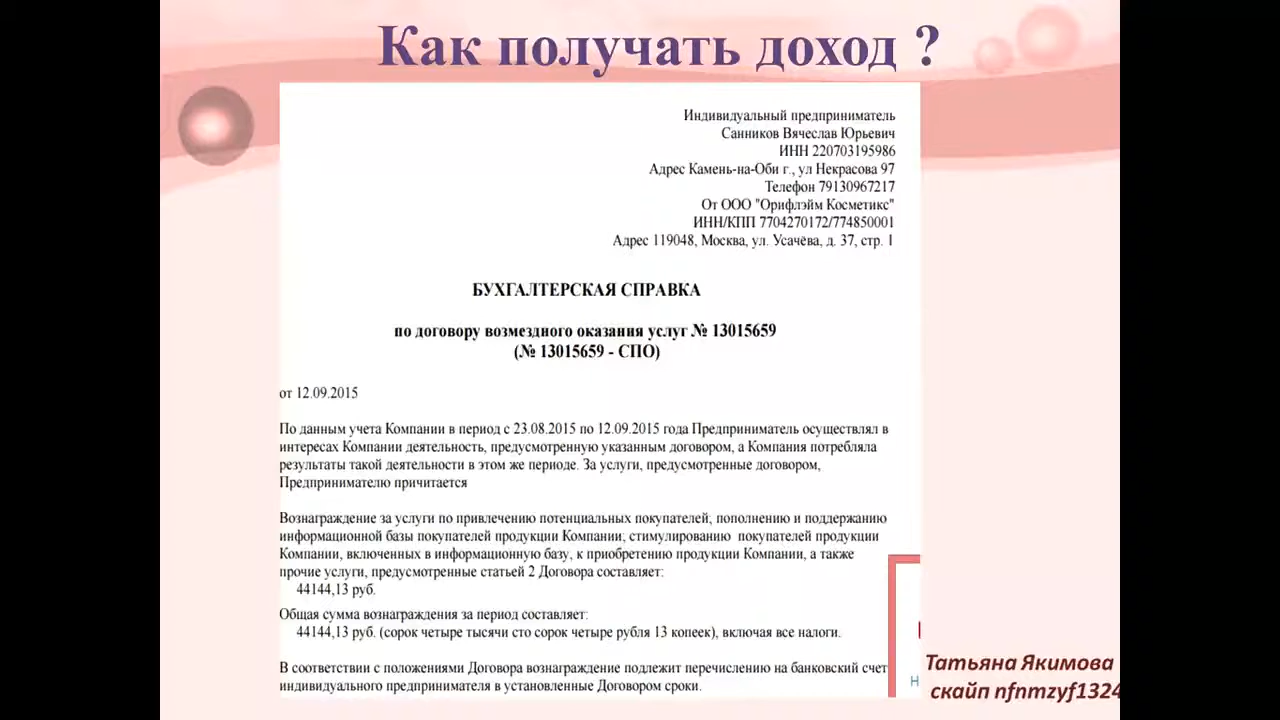 Как получать доход ?
Индивидуальный предприниматель
Санников Вячеслав Юрьевич
ИНН 220703195986
Адрес Камень-на-Оби г., ул Некрасова 97
Телефон 79130967217
От ООО "Орифлэйм Косметикс"
ИНН/КПП 7704270172/774850001
Адрес 119048, Москва, ул. Усачёва, д. 37, стр. 1
БУХГАЛТЕРСКАЯ СПРАВКА
по договору возмездного оказания услуг № 13015659
(№ 13015659 - СПО)
от 12.09.2015
По данным учета Компании в период с 23.08.2015 по 12.09.2015 года Предприниматель осуществлял в
интересах Компании деятельность, предусмотренную указанным договором, а Компания потребляла
результаты такой деятельности в этом же периоде. За услуги, предусмотренные договором,
Предпринимателю причитается
Вознаграждение за услуги по привлечению потенциальных покупателей; пополнению и поддержанию
информационной базы покупателей продукции Компании; стимулированию покупателей продукции
Компании, включенных в информационную базу, к приобретению продукции Компании, а также
прочие услуги, предусмотренные статьей 2 Договора составляет:
44144,13 руб.
Общая сумма вознаграждения за период составляет:
44144,13 руб. (сорок четыре тысячи сто сорок четыре рубля 13 копеек), включая все налоги.
В соответствии с положениями Договора вознаграждение подлежит перечислению на банковский счет
индивидуального предпринимателя в установленные Договором сроки.
Татьяна Якимова
Н
скайп nfnmzyf1324